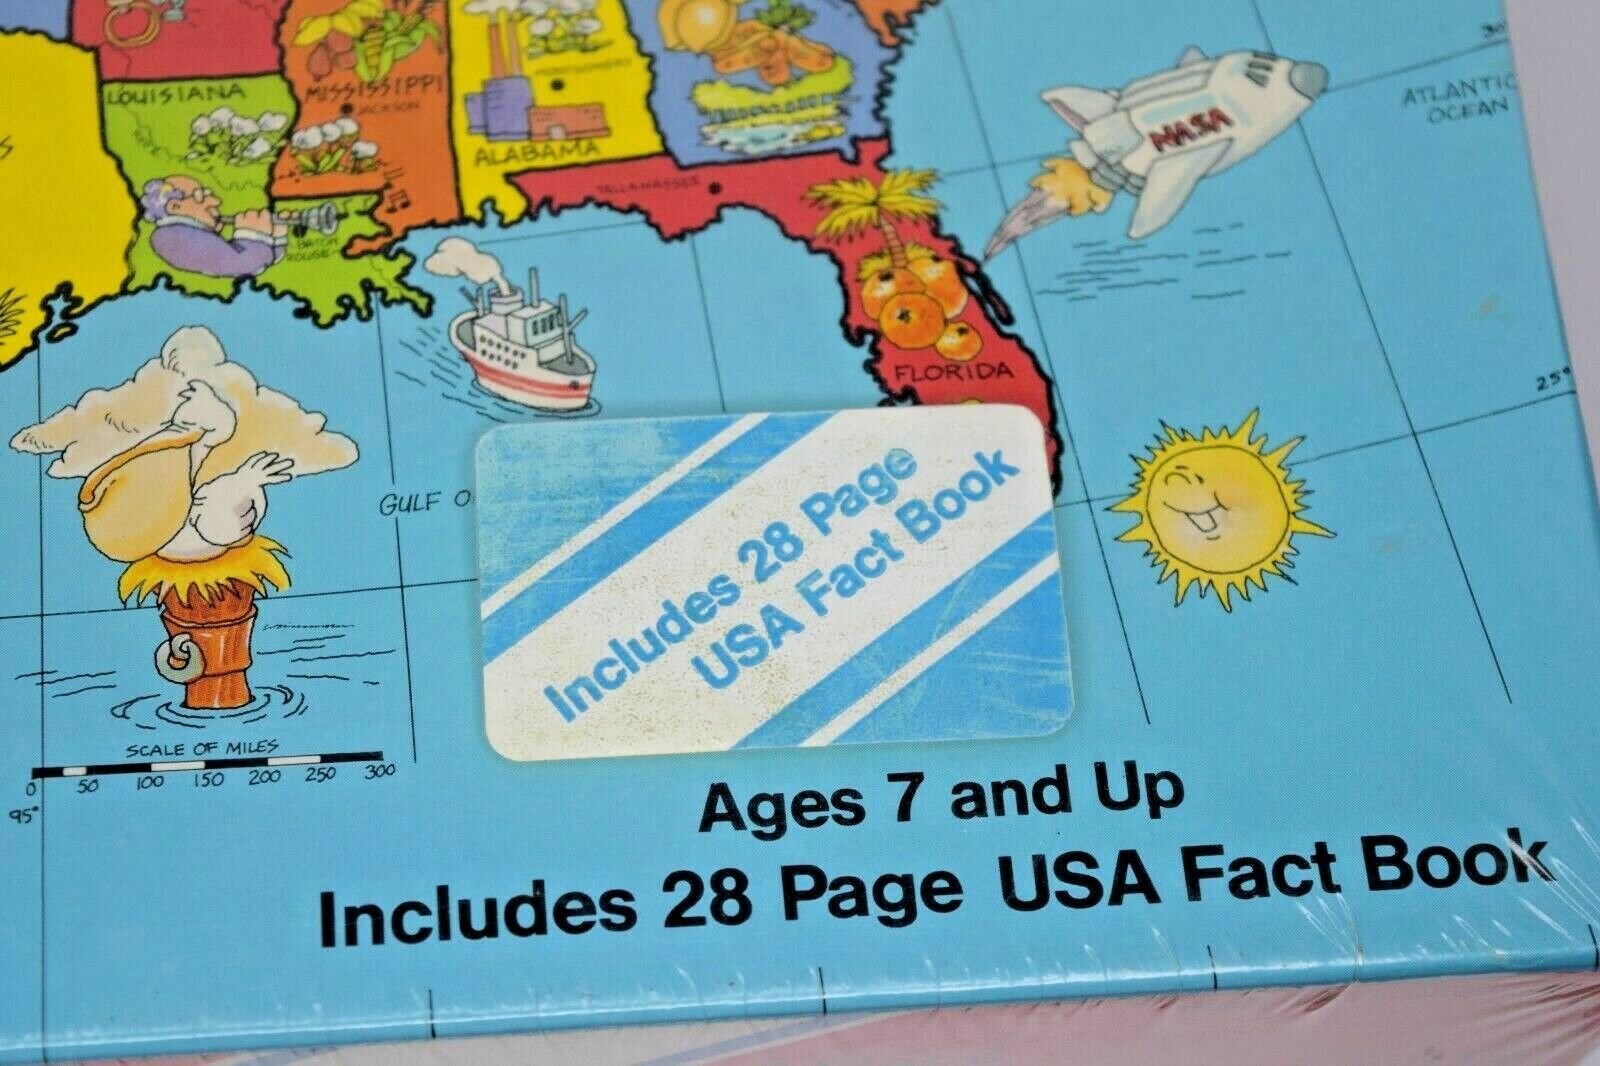 LOUISIANA
MISSISSIPPI
JACKSON
MONTGOMERY
ALABAMA
TALLAHASSEE
BATON
ROUGE
FLORIDA
NASA
30°
ATLANTIC
OCEAN
25°
GULF O
Includes 28 Page
USA Fact Book
SCALE OF MILES
0 50 100 150 200 250 300
95°
Ages 7 and Up
Includes 28 Page USA Fact Book